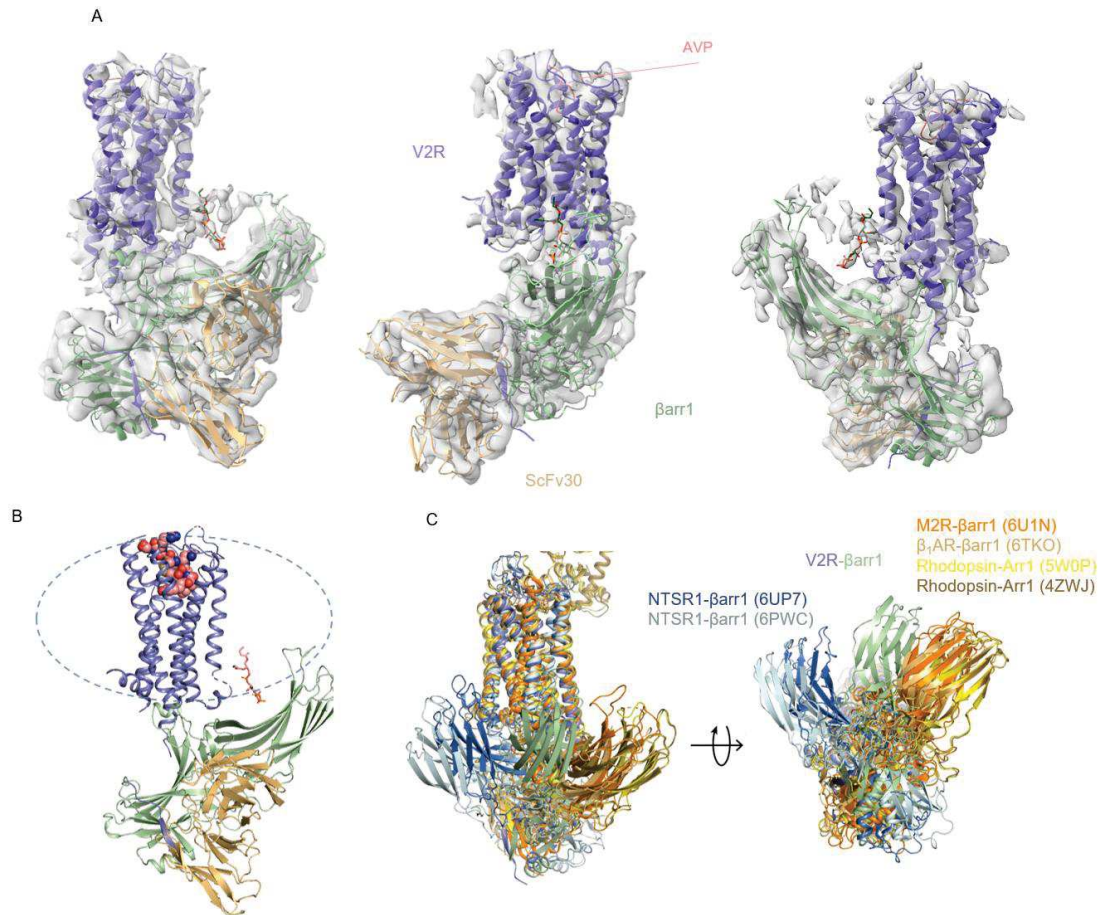 A
AVP
V2R
βarr1
ScFv30
B
C
M2R-βarr1 (6U1N)
β₁AR-βarr1 (6TKO)
Rhodopsin-Arr1 (5W0P)
Rhodopsin-Arr1 (4ZWJ)
V2R-βarr1
NTSR1-βarr1 (6UP7)
NTSR1-βarr1 (6PWC)